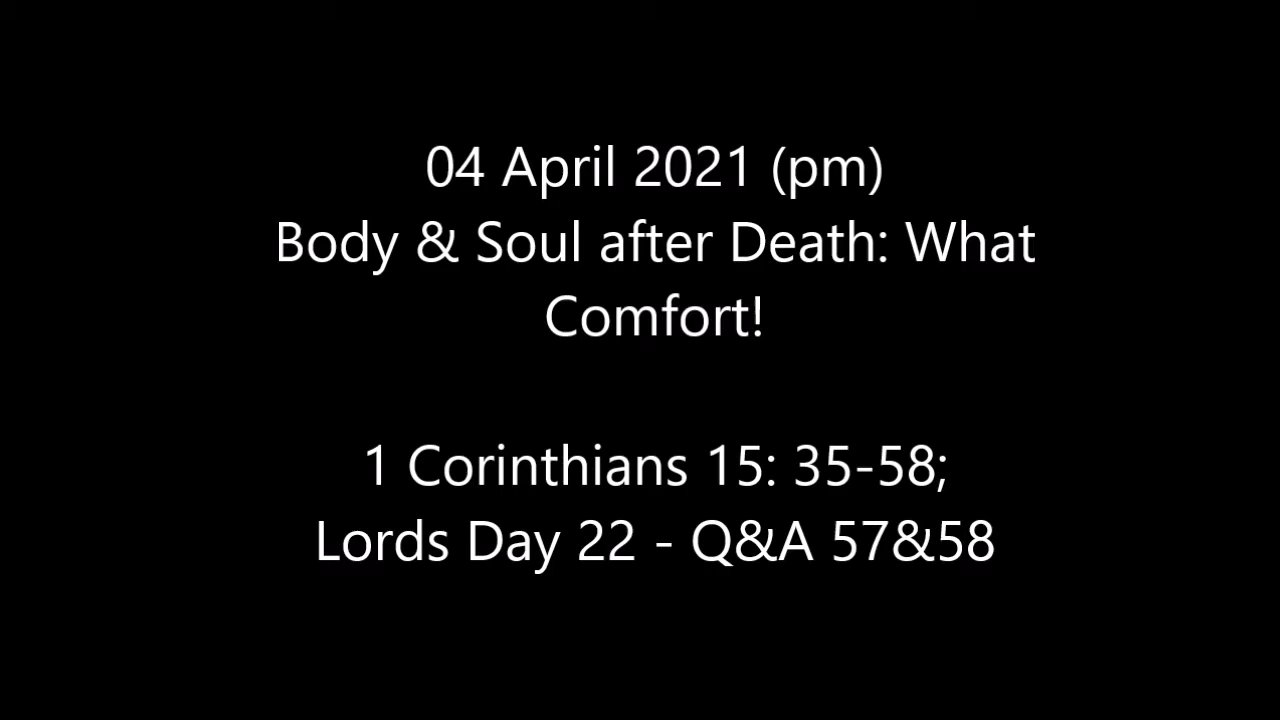 04 April 2021 (pm)
Body & Soul after Death: What
Comfort!
1 Corinthians 15: 35-58;
Lords Day 22 - Q&A 57&58